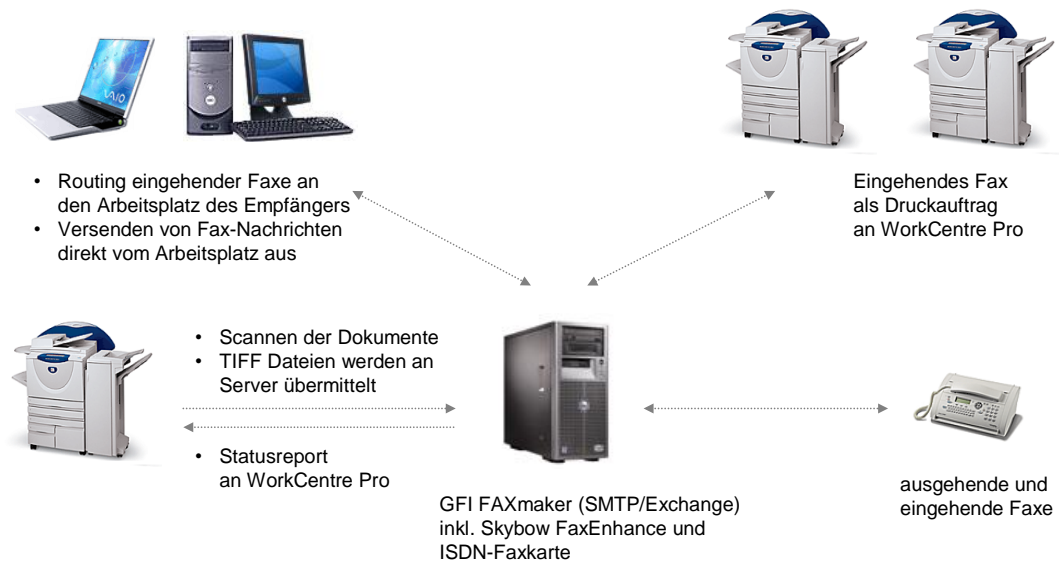 VAIO
• Routing eingehender Faxe an
den Arbeitsplatz des Empfängers
• Versenden von Fax-Nachrichten
direkt vom Arbeitsplatz aus
Eingehendes Fax
als Druckauftrag
an WorkCentre Pro
• Scannen der Dokumente
• TIFF Dateien werden an
Server übermittelt
• Statusreport
an WorkCentre Pro
GFI FAXmaker (SMTP/Exchange)
inkl. Skybow FaxEnhance und
ISDN-Faxkarte
ausgehende und
eingehende Faxe